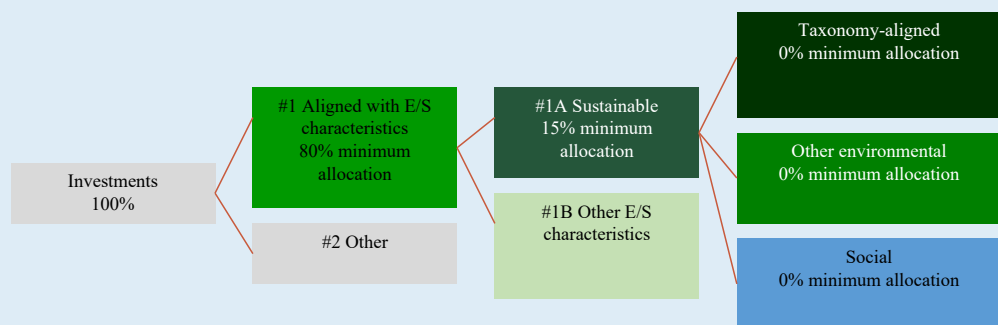 Investments
100%
#1 Aligned with E/S
characteristics
80% minimum
allocation
#2 Other
#1A Sustainable
15% minimum
allocation
#1B Other E/S
characteristics
Taxonomy-aligned
0% minimum allocation
Other environmental
0% minimum allocation
Social
0% minimum allocation